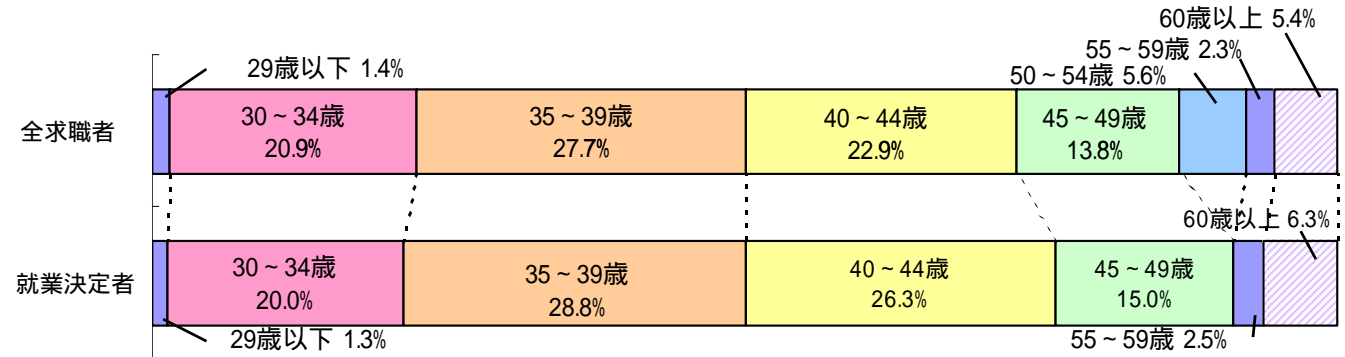 60歳以上 5.4%
55～59歳 2.3%
29歳以下 1.4%
50～54歳 5.6%
全求職者
30～34歳
20.9%
35～39歳
27.7%
40～44歳
22.9%
45～49歳
13.8%
60歳以上 6.3%
就業決定者
30～34歳
20.0%
35～39歳
28.8%
40～44歳
26.3%
45～49歳
15.0%
29歳以下 1.3%
55～59歳 2.5%